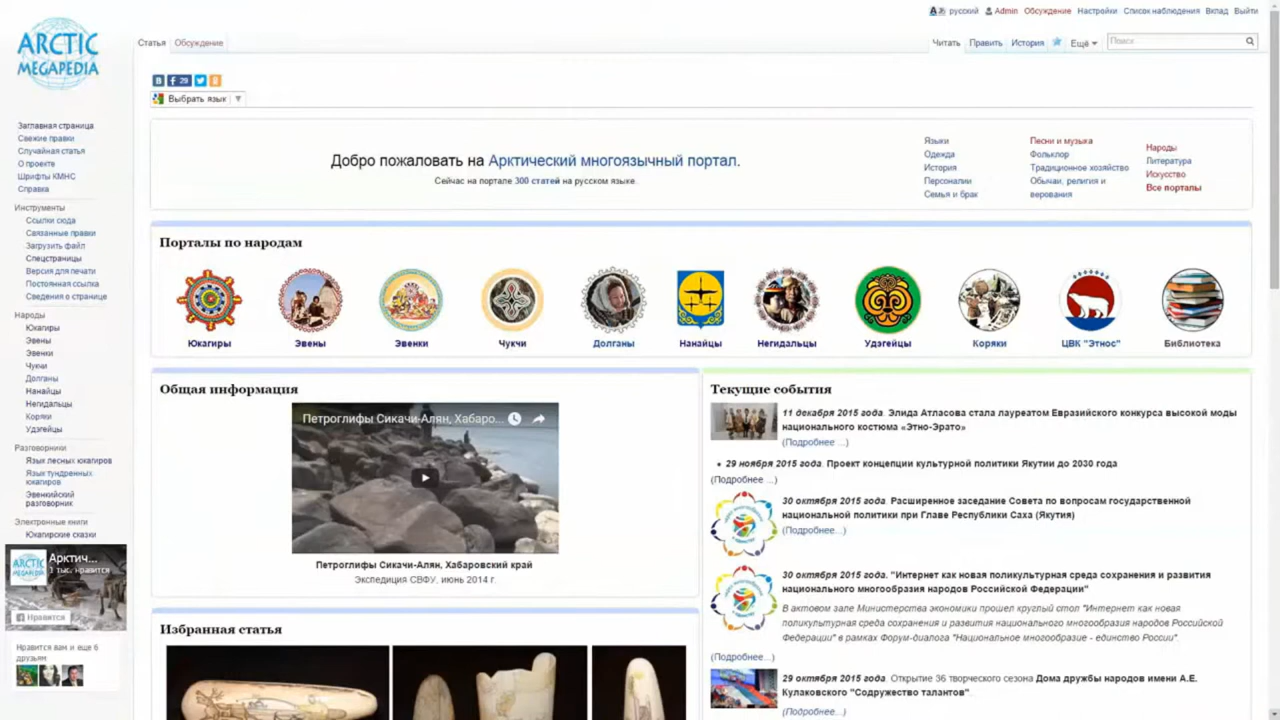 русский Admin Обсуждение Настройки Список наблюдения Вклад Выйти
ARCTIC
MEGAPEDIA
Статья Обсуждение
Читать Править История Ещё Поиск
29
Выбрать язык
Заглавная страница
Свежие правки
Случайная статья
О проекте
Шрифты КМНС
Справка
Инструменты
Ссылки сюда
Связанные правки
Загрузить файл
Спецстраницы
Версия для печати
Постоянная ссылка
Сведения о странице
Народы
Юкагиры
Эвены
Эвенки
Чукчи
Долганы
Нанайцы
Негидальцы
Коряки
Удэгейцы
Разговорники
Язык лесных юкагиров
Язык тундренных
юкагиров
Эвенкийский
разговорник
Электронные книги
Юкагирские сказки
ARCTIC
MEGAPEDIA
Арктич...
1 тыс. нравится
Нравится
Нравится вам и еще 6
друзьям
Добро пожаловать на Арктический многоязычный портал.
Сейчас на портале 300 статей на русском языке.
Языки
Одежда
История
Персоналии
Семья и брак
Песни и музыка
Фольклор
Традиционное хозяйство
Обычаи, религия и
верования
Народы
Литература
Искусство
Все порталы
Порталы по народам
Юкагиры Эвены Эвенки Чукчи Долганы Нанайцы Негидальцы Удэгейцы Коряки ЦВК "Этнос" Библиотека
Общая информация
Петроглифы Сикачи-Алян, Хабаро...
Петроглифы Сикачи-Алян, Хабаровский край
Экспедиция СВФУ, июнь 2014 г.
Избранная статья
Текущие события
11 декабря 2015 года. Элида Атласова стала лауреатом Евразийского конкурса высокой моды
национального костюма «Этно-Эрато»
(Подробнее ...)
29 ноября 2015 года. Проект концепции культурной политики Якутии до 2030 года
(Подробнее ...)
30 октября 2015 года. Расширенное заседание Совета по вопросам государственной
национальной политики при Главе Республики Саха (Якутия)
(Подробнее...)
30 октября 2015 года. "Интернет как новая поликультурная среда сохранения и развития
национального многообразия народов Российской Федерации"
В актовом зале Министерства экономики прошел круглый стол "Интернет как новая
поликультурная среда сохранения и развития национального многообразия народов Российской
Федерации" в рамках Форум-диалога "Национальное многообразие - единство России".
(Подробнее...)
29 октября 2015 года. Открытие 36 творческого сезона Дома дружбы народов имени А.Е.
Кулаковского "Содружество талантов"
(Подробнее ...)